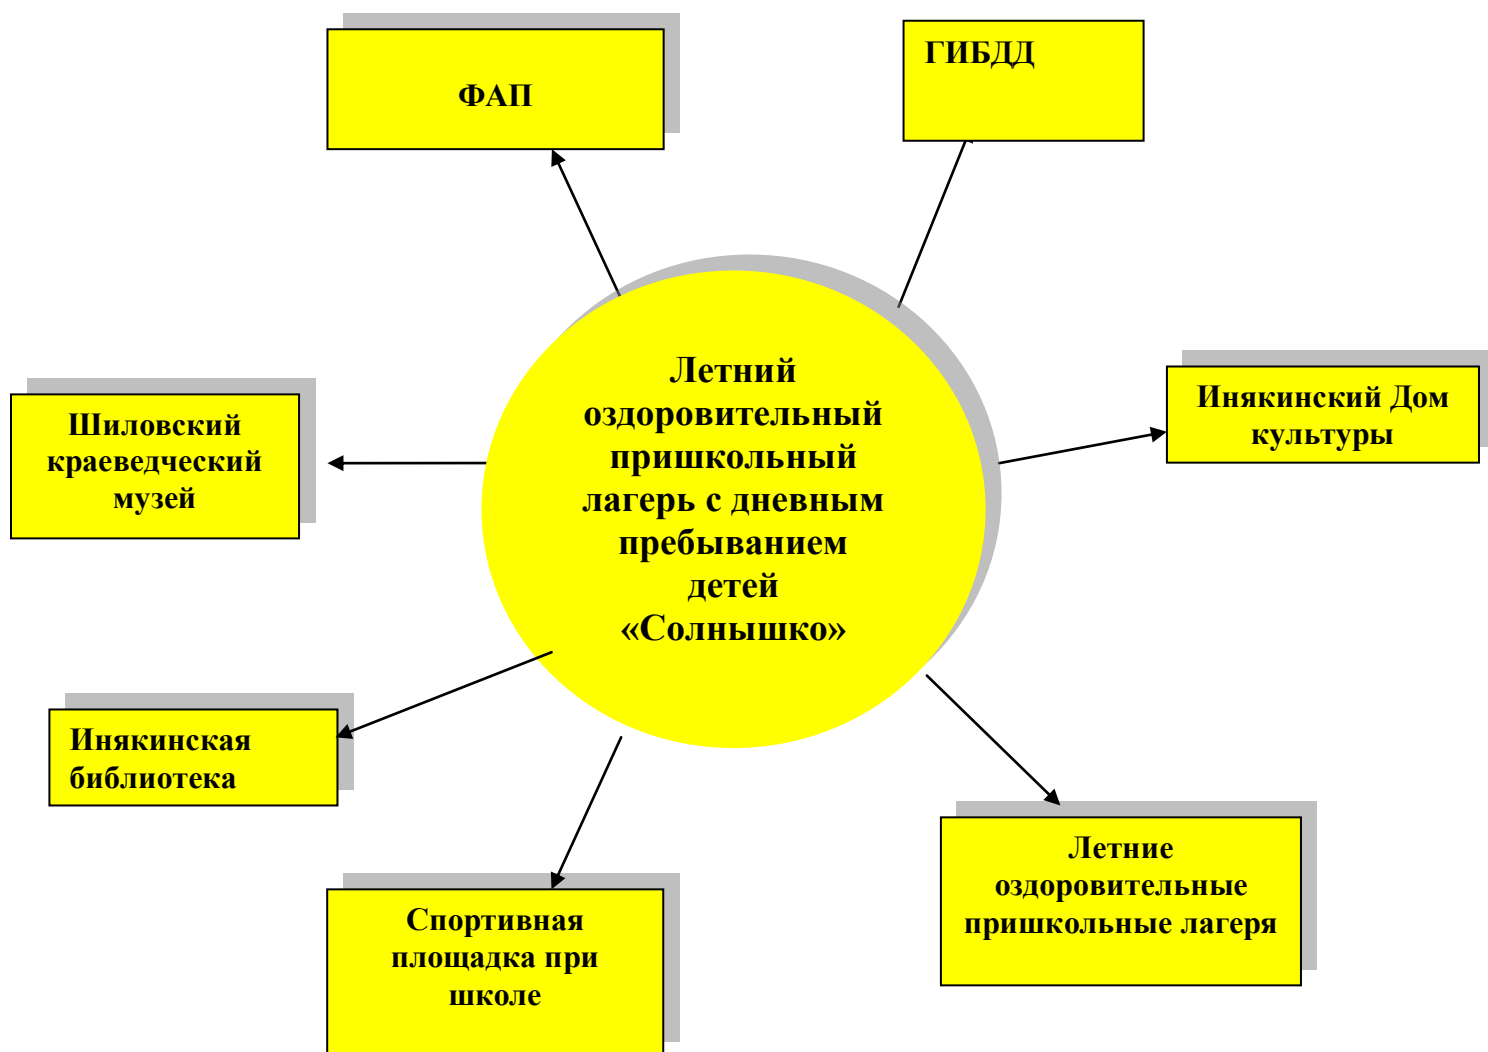 ФАП
ГИБДД
Летний
оздоровительный
пришкольный
лагерь с дневным
пребыванием
детей
«Солнышко»
Шиловский
краеведческий
музей
Инякинский Дом
культуры
Инякинская
библиотека
Спортивная
площадка при
школе
Летние
оздоровительные
пришкольные лагеря